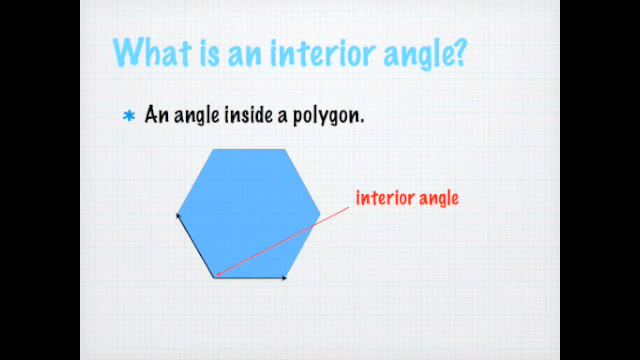 What is an interior angle?
* An angle inside a polygon.
interior angle